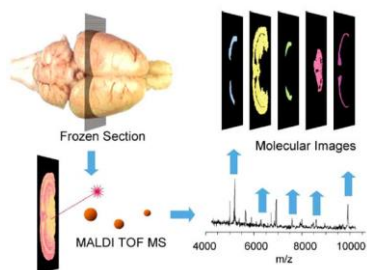 Frozen Section
Molecular Images
MALDI TOF MS
4000 6000 8000 10000
m/z